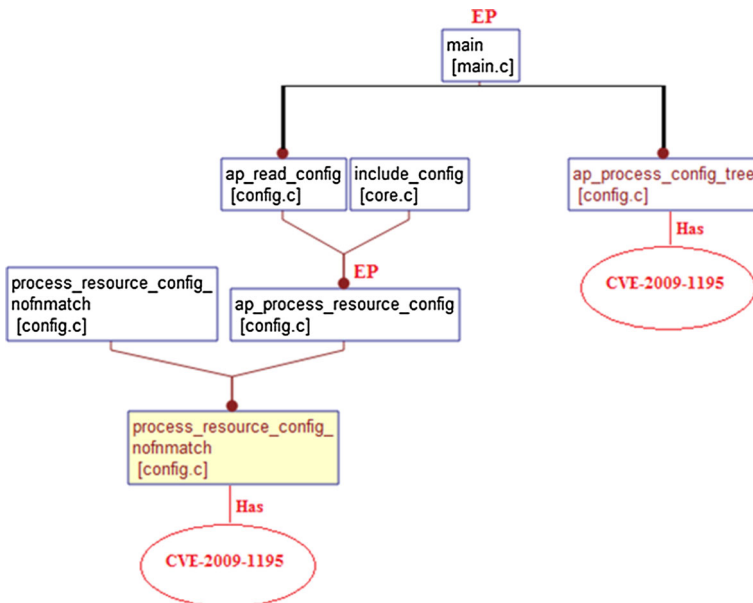 EP
main
[main.c]
ap_read_config
[config.c]
include_config
[core.c]
ap_process_config_tree
[config.c]
Has
CVE-2009-1195
EP
process_resource_config_
nofnmatch
[config.c]
ap_process_resource_config
[config.c]
process_resource_config_
nofnmatch
[config.c]
Has
CVE-2009-1195